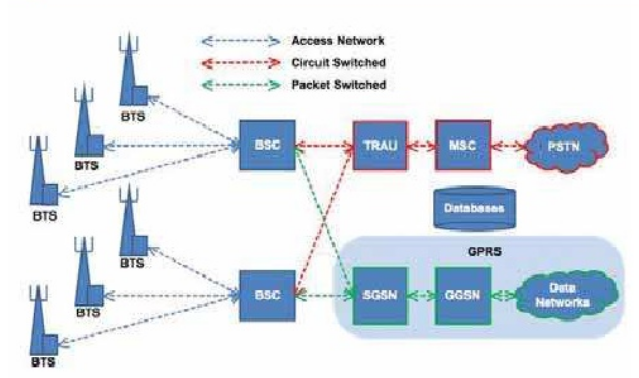 Access Network
Circuit Switched
Packet Switched
BTS
BTS
BTS
BSC
TRAU
MSC
PSTN
Databases
GPRS
BTS
BTS
BTS
BSC
SGSN
GGSN
Data
Networks